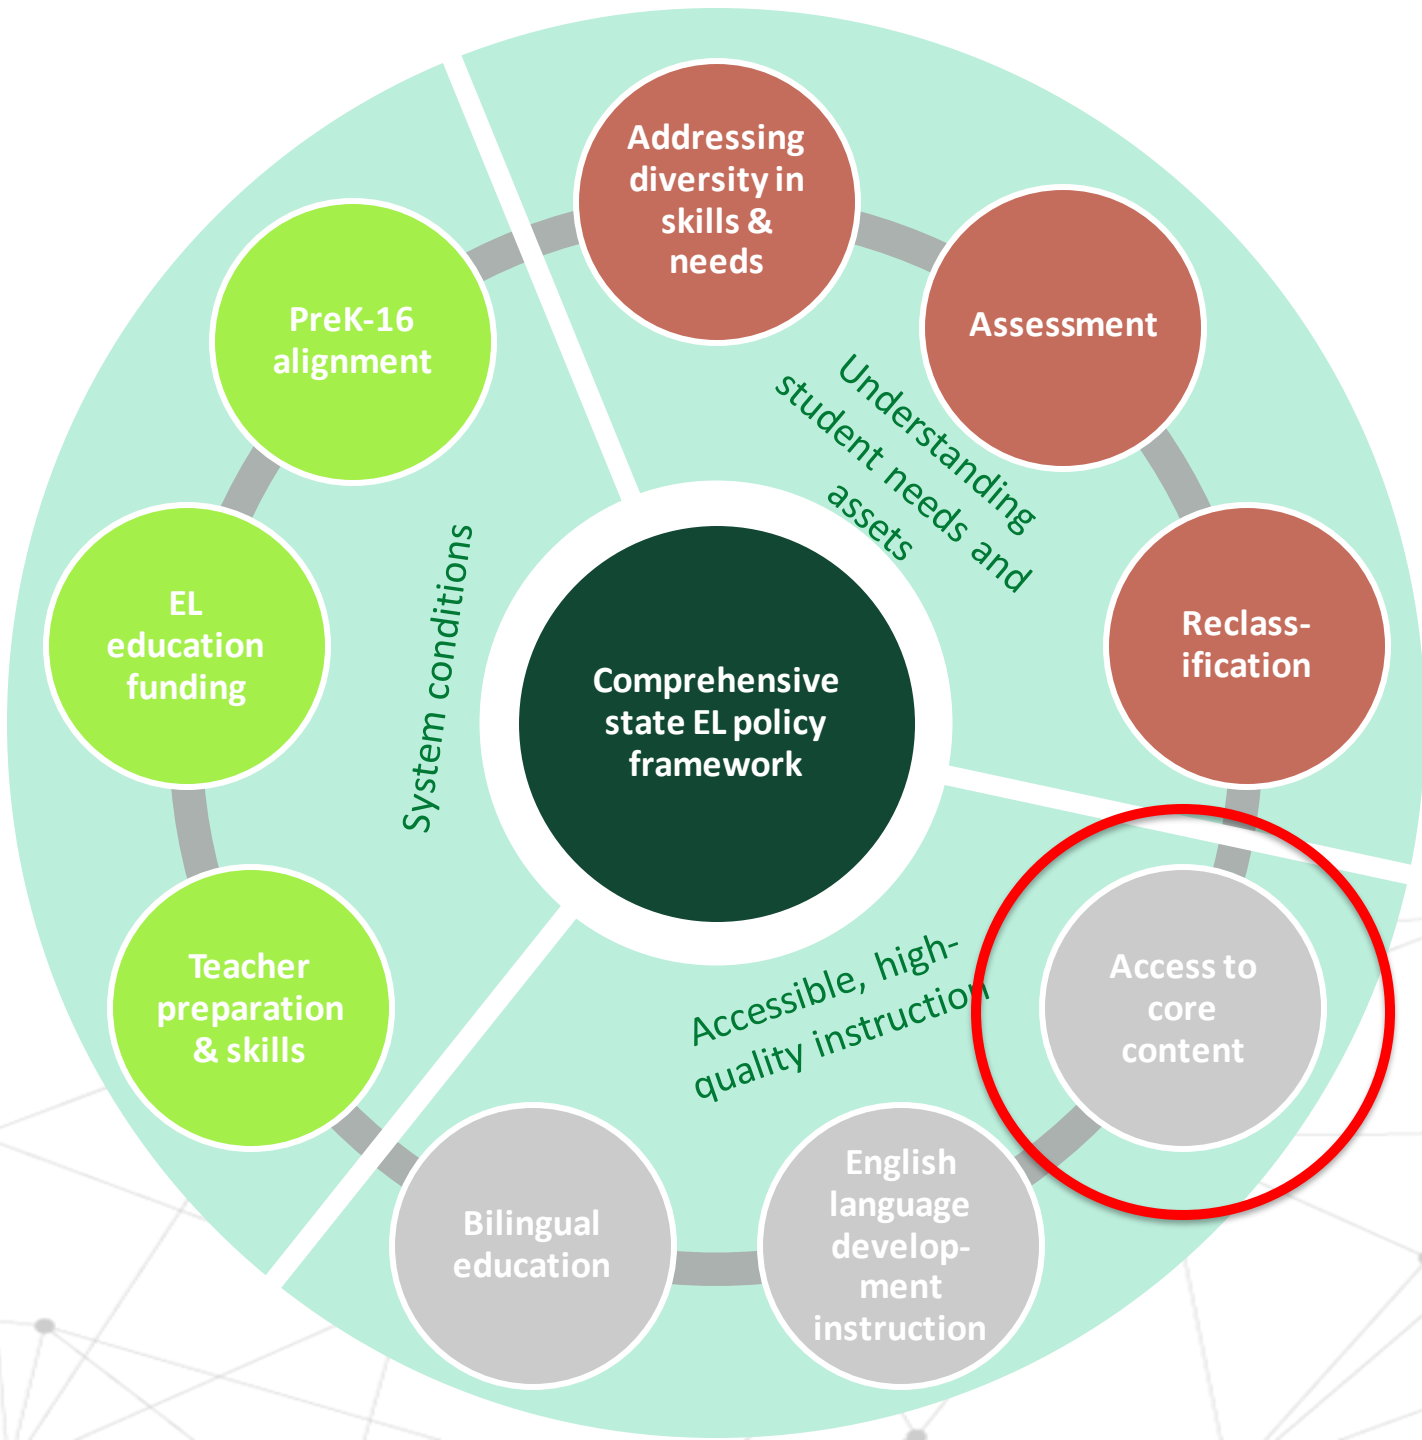 Addressing
diversity in
skills &
needs
Assessment
Reclass-
ification
Understanding
student needs and
assets
PreK-16
alignment
EL
education
funding
Teacher
preparation
& skills
System conditions
Comprehensive
state EL policy
framework
Accessible, high-
quality instruction
Access to
core
content
English
language
develop-
ment
instruction
Bilingual
education